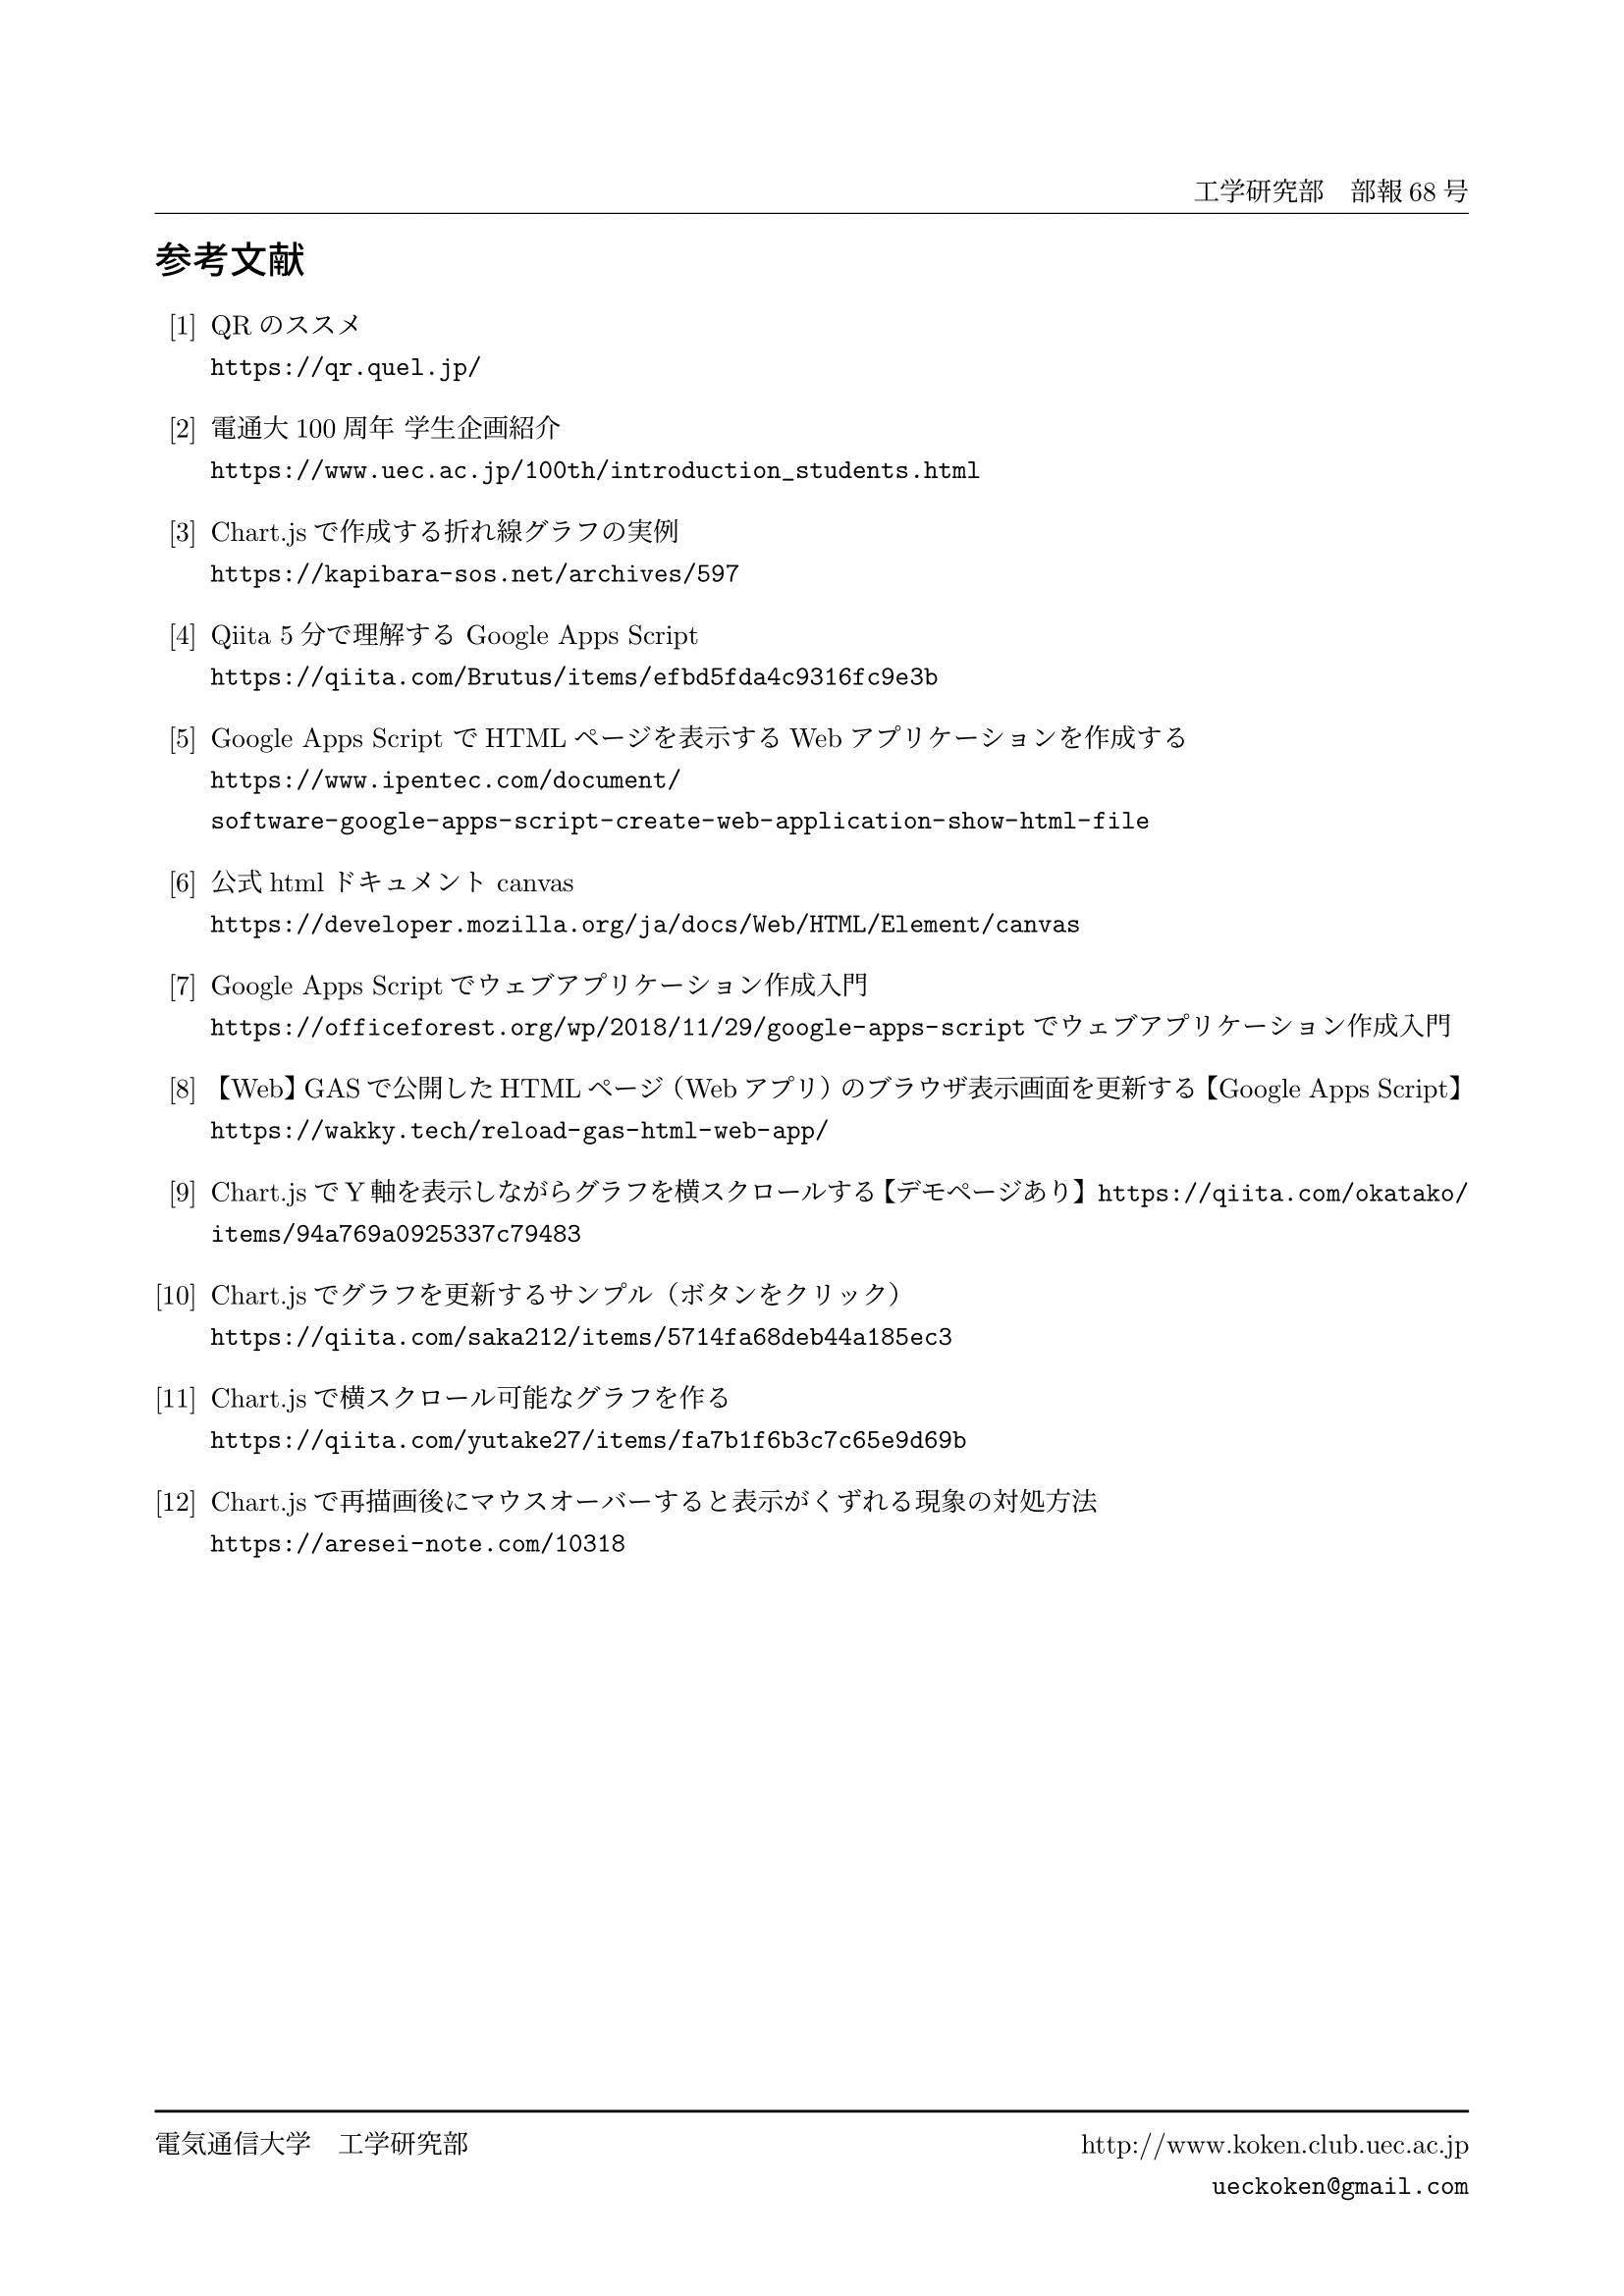 工学研究部　部報 68 号
参考文献
[1] QR のススメ
https://qr.quel.jp/
[2] 電通大 100 周年 学生企画紹介
https://www.uec.ac.jp/100th/introduction_students.html
[3] Chart.js で作成する折れ線グラフの実例
https://kapibara-sos.net/archives/597
[4] Qiita 5 分で理解する Google Apps Script
https://qiita.com/Brutus/items/efbd5fda4c9316fc9e3b
[5] Google Apps Script で HTML ページを表示する Web アプリケーションを作成する
https://www.ipentec.com/document/
software-google-apps-script-create-web-application-show-html-file
[6] 公式 html ドキュメント canvas
https://developer.mozilla.org/ja/docs/Web/HTML/Element/canvas
[7] Google Apps Script でウェブアプリケーション作成入門
https://officeforest.org/wp/2018/11/29/google-apps-script でウェブアプリケーション作成入門
[8] 【Web】GAS で公開した HTML ページ（Web アプリ）のブラウザ表示画面を更新する【Google Apps Script】
https://wakky.tech/reload-gas-html-web-app/
[9] Chart.js で Y 軸を表示しながらグラフを横スクロールする【デモページあり】https://qiita.com/okatako/
items/94a769a0925337c79483
[10] Chart.js でグラフを更新するサンプル（ボタンをクリック）
https://qiita.com/saka212/items/5714fa68deb44a185ec3
[11] Chart.js で横スクロール可能なグラフを作る
https://qiita.com/yutake27/items/fa7b1f6b3c7c65e9d69b
[12] Chart.js で再描画後にマウスオーバーすると表示がくずれる現象の対処方法
https://aresei-note.com/10318
電気通信大学　工学研究部
http://www.koken.club.uec.ac.jp
ueckoken@gmail.com